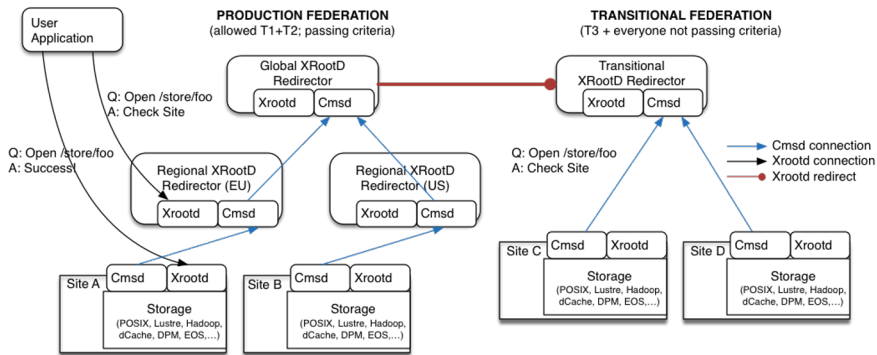 User
Application
PRODUCTION FEDERATION
(allowed T1+T2; passing criteria)
TRANSITIONAL FEDERATION
(T3 + everyone not passing criteria)
Global XRootD
Redirector
Xrootd
Cmsd
Transitional
XRootD Redirector
Xrootd
Cmsd
Q: Open /store/foo
A: Check Site
Q: Open /store/foo
A: Success!
Regional XRootD
Redirector (EU)
Xrootd
Cmsd
Regional XRootD
Redirector (US)
Xrootd
Cmsd
Q: Open /store/foo
A: Check Site
Cmsd connection
Xrootd connection
Xrootd redirect
Site A
Cmsd
Xrootd
Storage
(POSIX, Lustre, Hadoop,
dCache, DPM, EOS,...)
Site B
Cmsd
Xrootd
Storage
(POSIX, Lustre, Hadoop,
dCache, DPM, EOS,...)
Site C
Cmsd
Xrootd
Storage
(POSIX, Lustre, Hadoop,
dCache, DPM, EOS,...)
Site D
Cmsd
Xrootd
Storage
(POSIX, Lustre, Hadoop,
dCache, DPM, EOS,...)